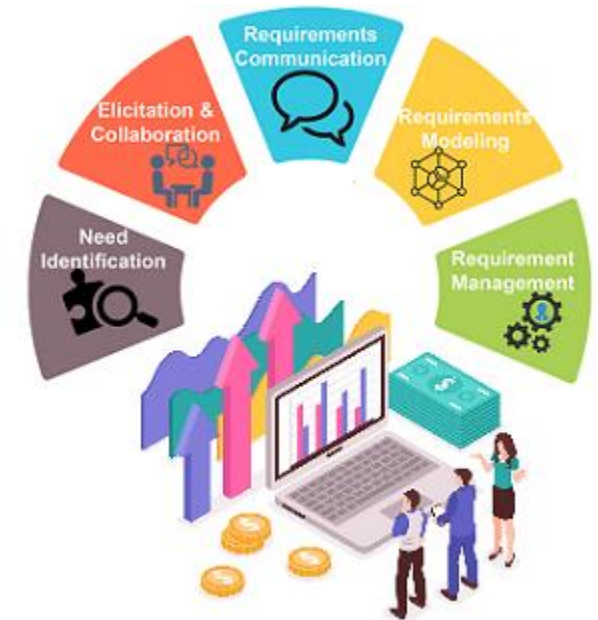 Need
Identification
Elicitation &
Collaboration
Requirements
Communication
Requirements
Modeling
Requirement
Management
$
$
$
$